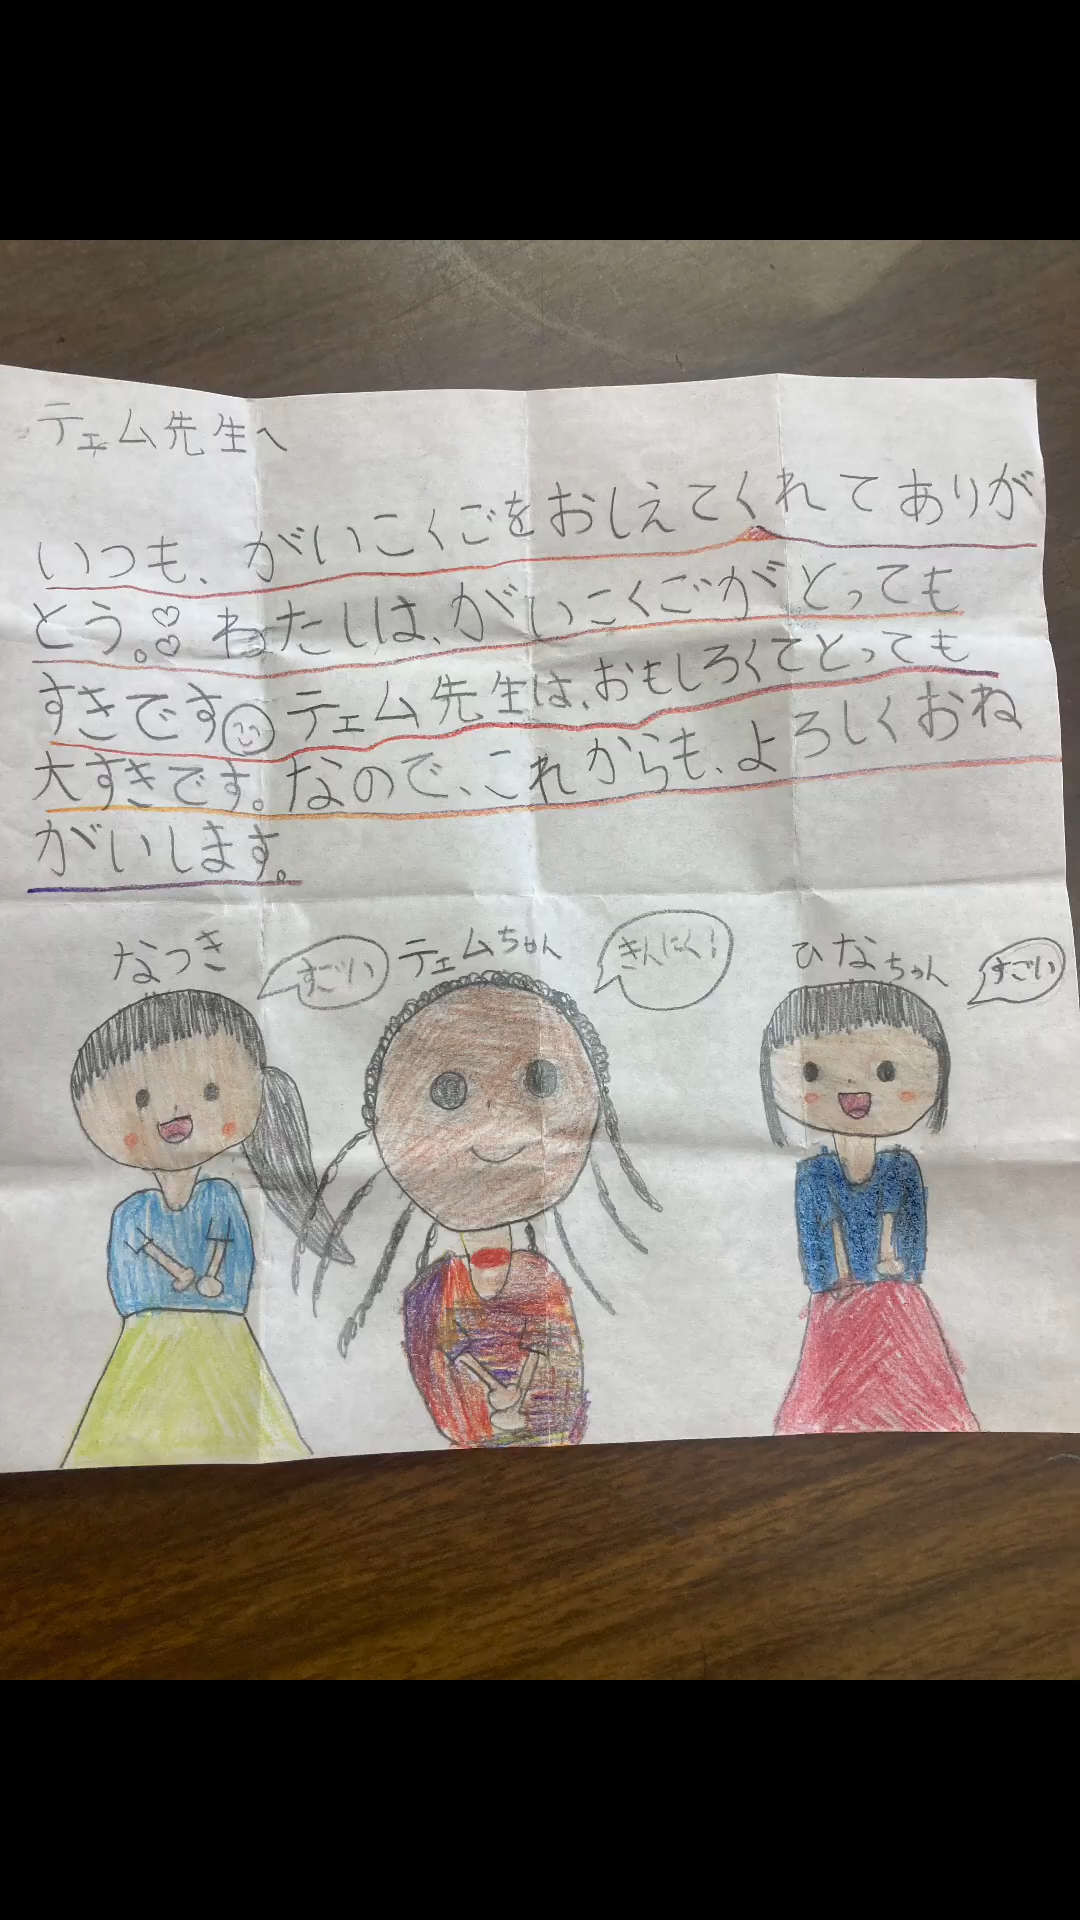 テェム先生へ
いつも、がいこくごをおしえてくれてありが
とう。わたしは、がいこくごがとっても
すきです テェム先生は、おもしろくてとっても
大すきです。なので、これからも、よろしくおね
がいします。
なつき
すごい
テェムちゃん
きんにく!
ひなちゃん
すごい